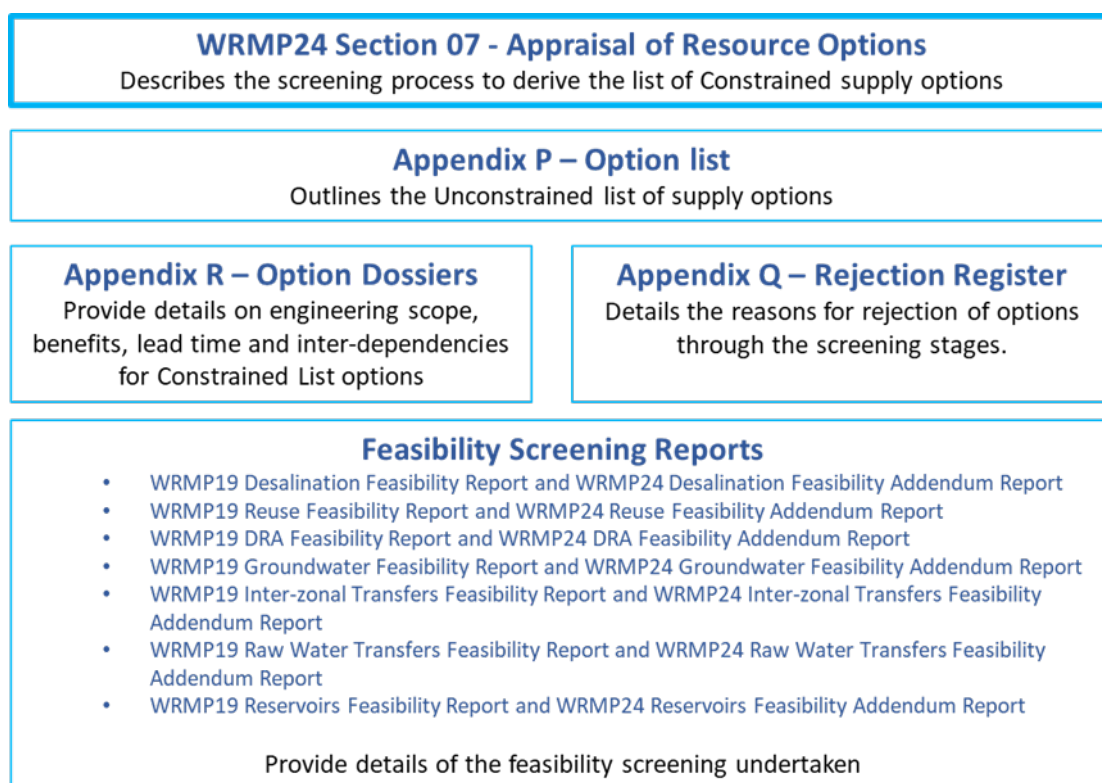 WRMP24 Section 07 - Appraisal of Resource Options
Describes the screening process to derive the list of Constrained supply options
Appendix P – Option list
Outlines the Unconstrained list of supply options
Appendix R – Option Dossiers
Provide details on engineering scope,
benefits, lead time and inter-dependencies
for Constrained List options
Appendix Q – Rejection Register
Details the reasons for rejection of options
through the screening stages.
Feasibility Screening Reports
• WRMP19 Desalination Feasibility Report and WRMP24 Desalination Feasibility Addendum Report
• WRMP19 Reuse Feasibility Report and WRMP24 Reuse Feasibility Addendum Report
• WRMP19 DRA Feasibility Report and WRMP24 DRA Feasibility Addendum Report
• WRMP19 Groundwater Feasibility Report and WRMP24 Groundwater Feasibility Addendum Report
• WRMP19 Inter-zonal Transfers Feasibility Report and WRMP24 Inter-zonal Transfers Feasibility
Addendum Report
• WRMP19 Raw Water Transfers Feasibility Report and WRMP24 Raw Water Transfers Feasibility
Addendum Report
• WRMP19 Reservoirs Feasibility Report and WRMP24 Reservoirs Feasibility Addendum Report
Provide details of the feasibility screening undertaken